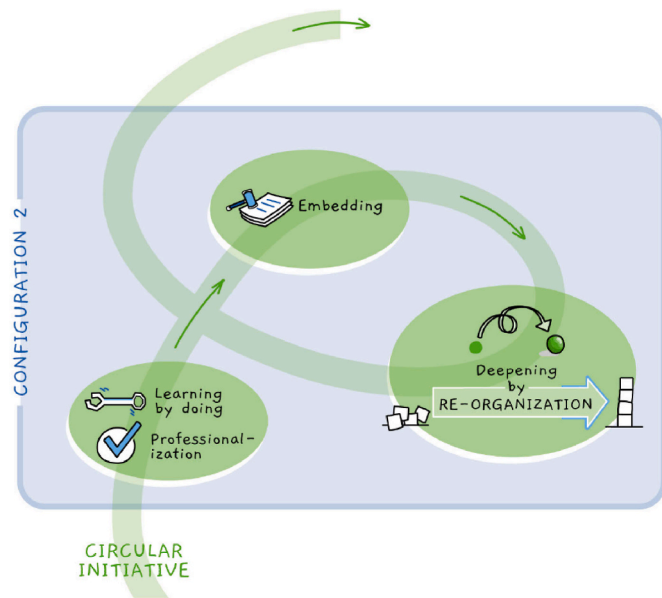 CONFIGURATION 2
Embedding
Learning
by doing
Professional-
ization
Deepening
by
RE-ORGANIZATION
CIRCULAR
INITIATIVE